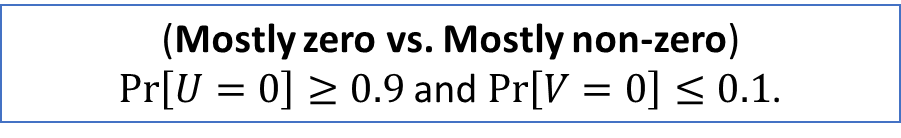 (Mostly zero vs. Mostly non-zero)
Pr[𝑈 = 0] ≥ 0.9 and Pr[𝑉 = 0] ≤ 0.1.